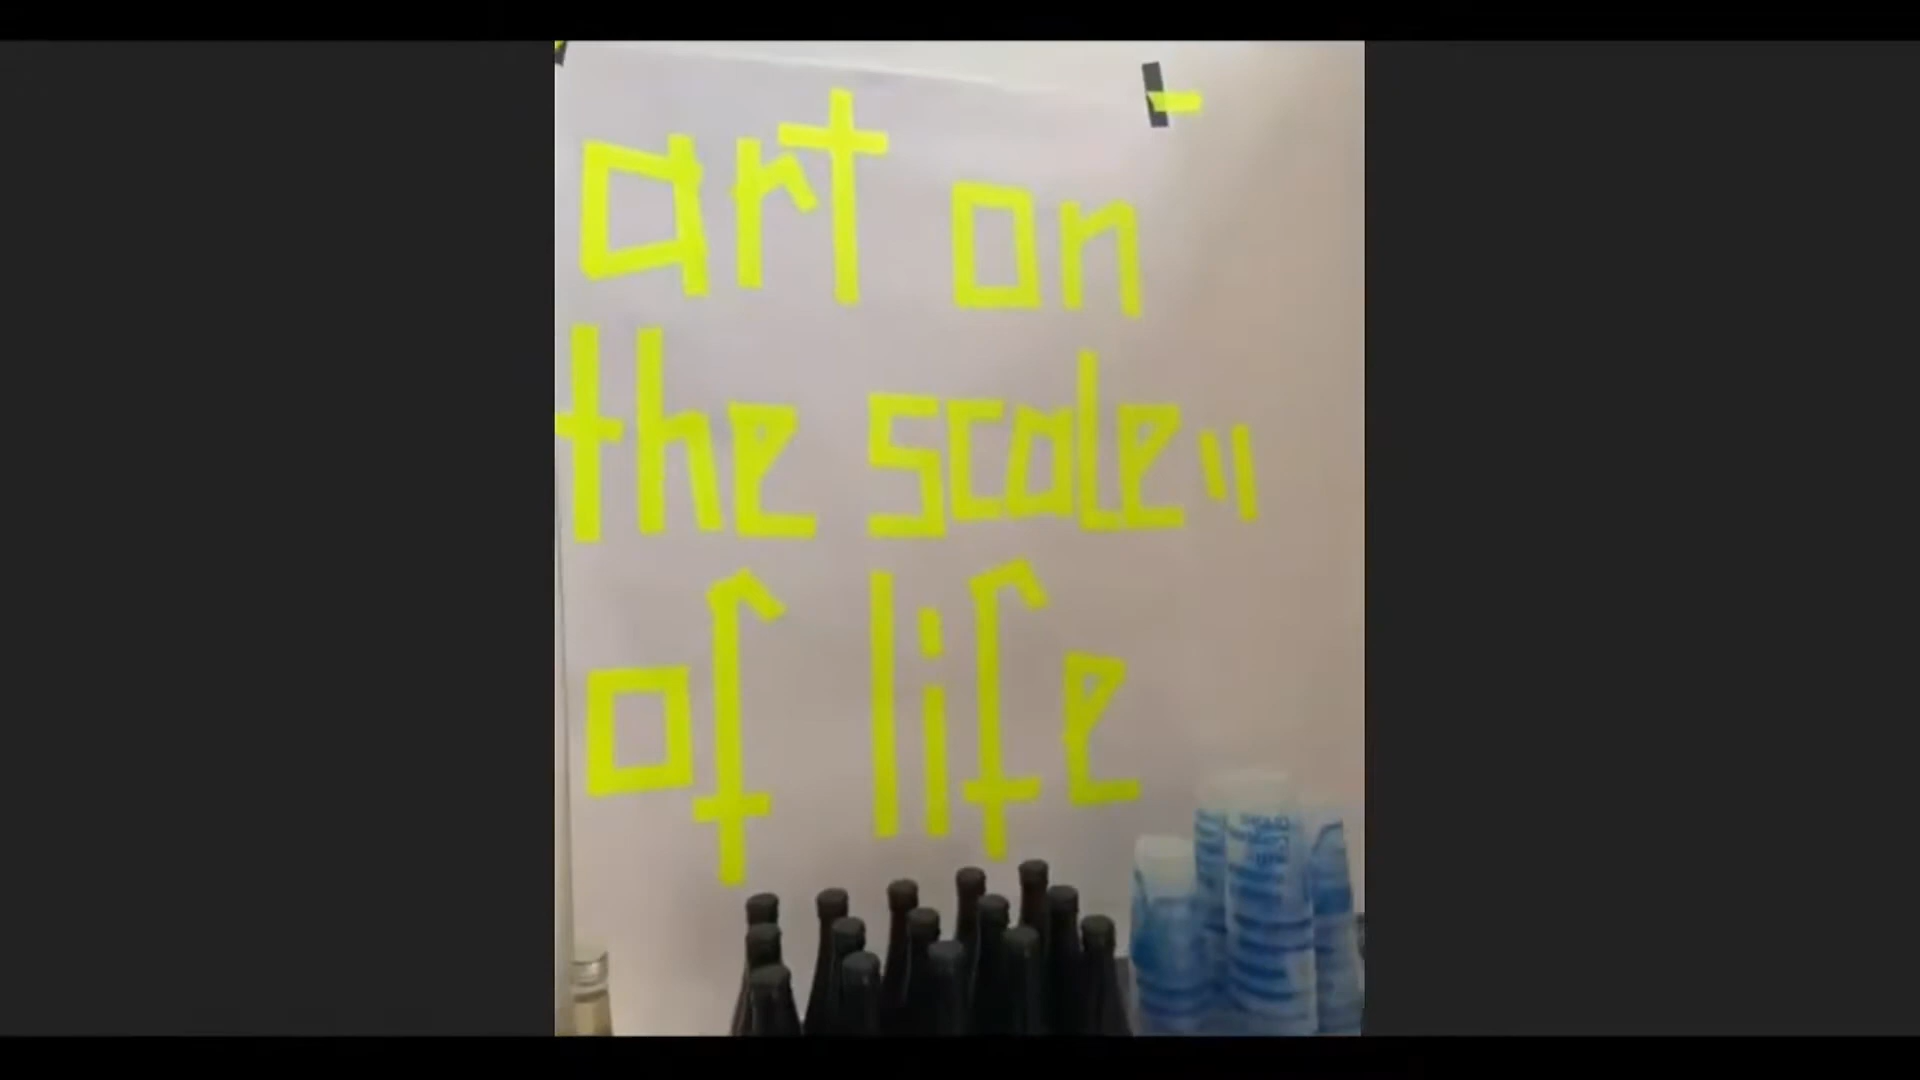 art on
the scale"
of life